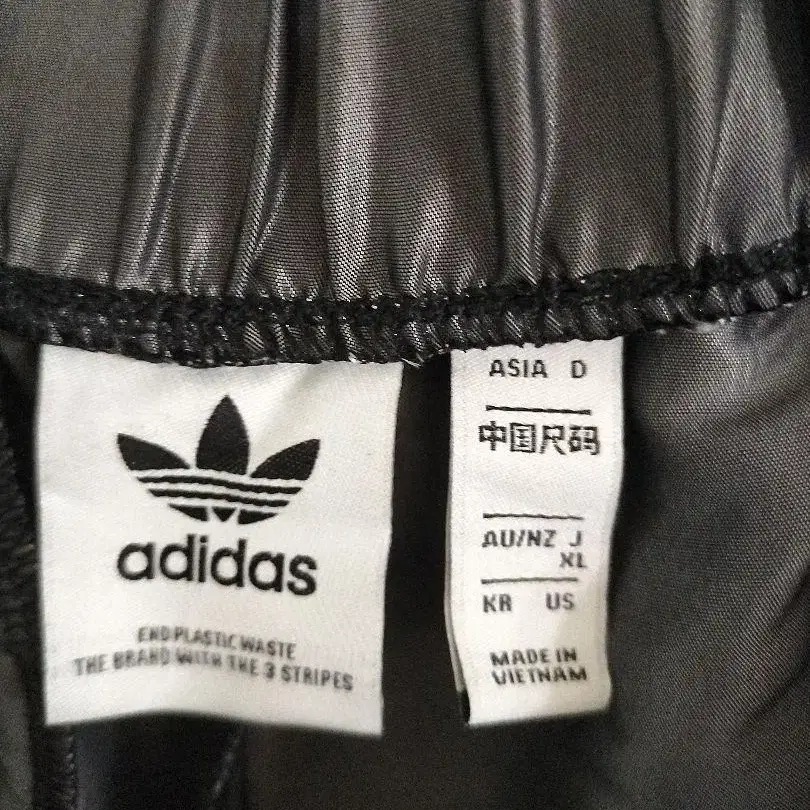 adidas
END PLASTIC WASTE
THE BRAND WITH THE 3 STRIPES
ASIA D
中国尺码
AU/NZ J
XL
KR US
MADE IN
VIETNAM